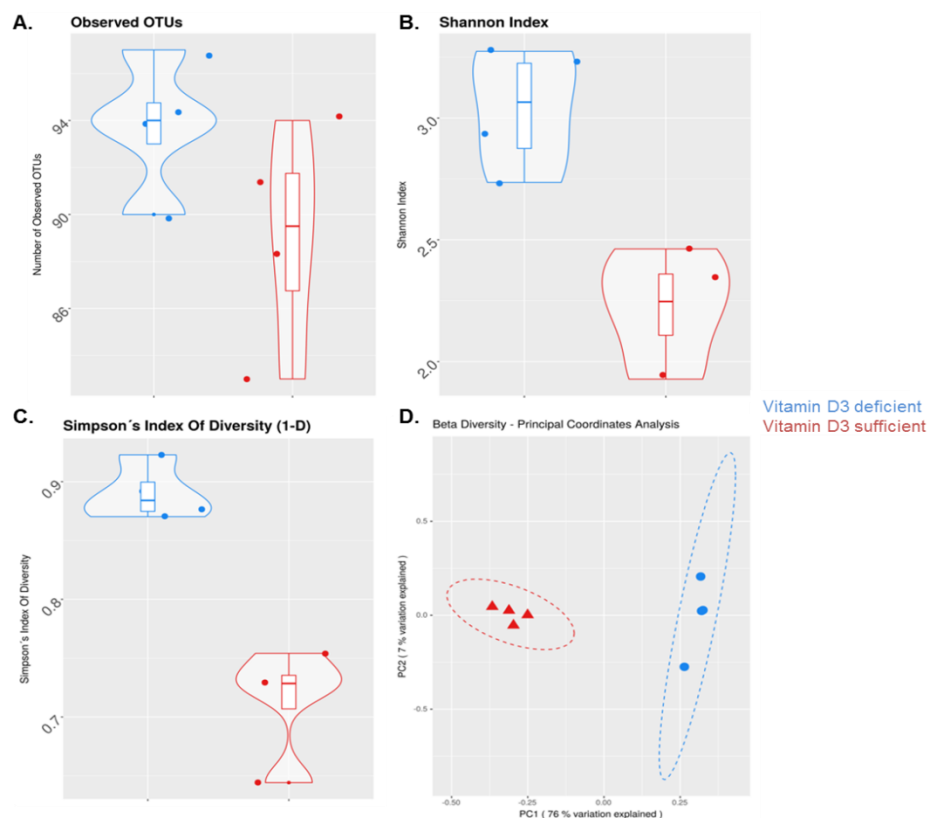 A.
Observed OTUs
Number of Observed OTUs
94
90
86
B.
Shannon Index
Shannon Index
3.0
2.5
2.0
C.
Simpson´s Index Of Diversity (1-D)
Simpson´s Index Of Diversity
0.9
0.8
0.7
Vitamin D3 deficient
Vitamin D3 sufficient
D.
Beta Diversity - Principal Coordinates Analysis
PC2 ( 7 % variation explained )
0.5
0.0
-0.5
-0.50
-0.25
0.00
0.25
PC1 ( 76 % variation explained )